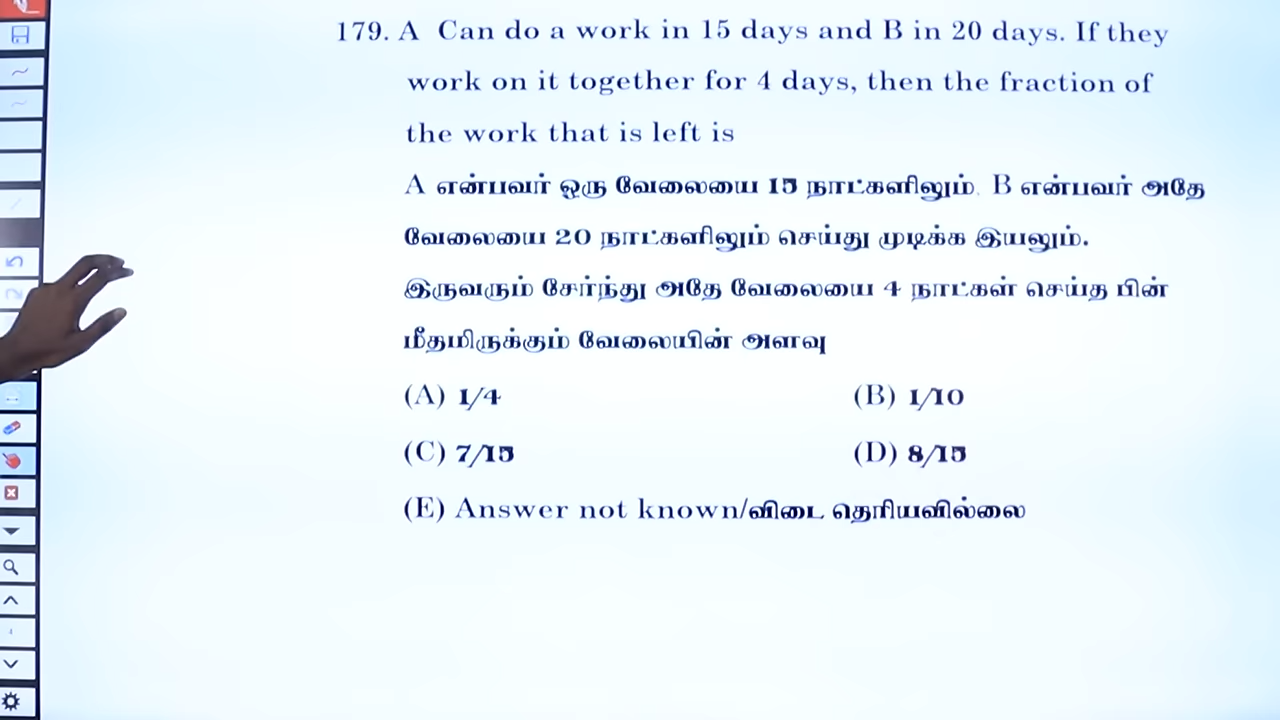 179. A Can do a work in 15 days and B in 20 days. If they
work on it together for 4 days, then the fraction of
the work that is left is
A என்பவர் ஒரு வேலையை 15 நாட்களிலும் B என்பவர் அதே
வேலையை 20 நாட்களிலும் செய்து முடிக்க இயலும்.
இருவரும் சேர்ந்து அதே வேலையை 4 நாட்கள் செய்த பின்
மீதமிருக்கும் வேலையின் அளவு
(A) 1/4 (B) 1/10
(C) 7/15 (D) 8/15
(E) Answer not known/விடை தெரியவில்லை